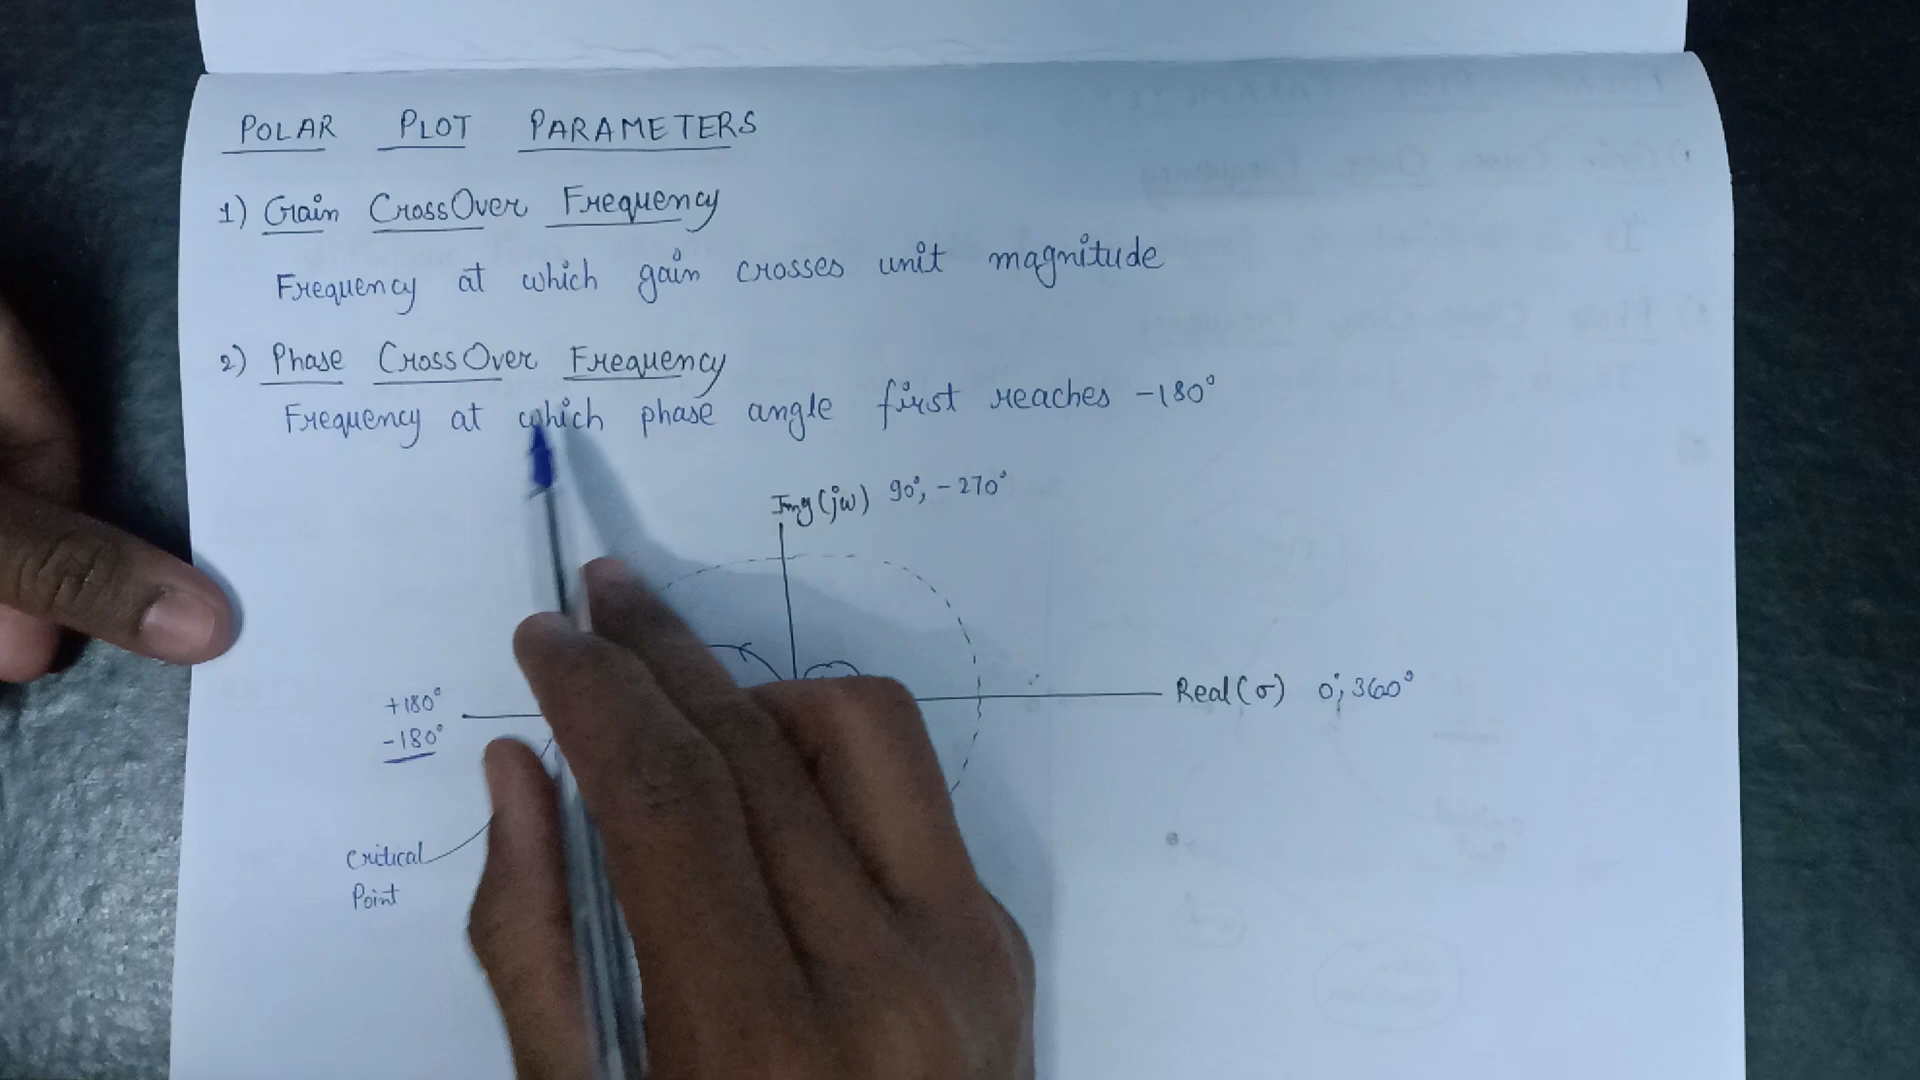 POLAR PLOT PARAMETERS
1) Gain CrossOver Frequency
Frequency at which gain crosses unit magnitude
2) Phase CrossOver Frequency
Frequency at which phase angle first reaches -180°
Img(jω) 90°, -270°
+180°
-180°
Real(σ) 0°, 360°
Critical
Point